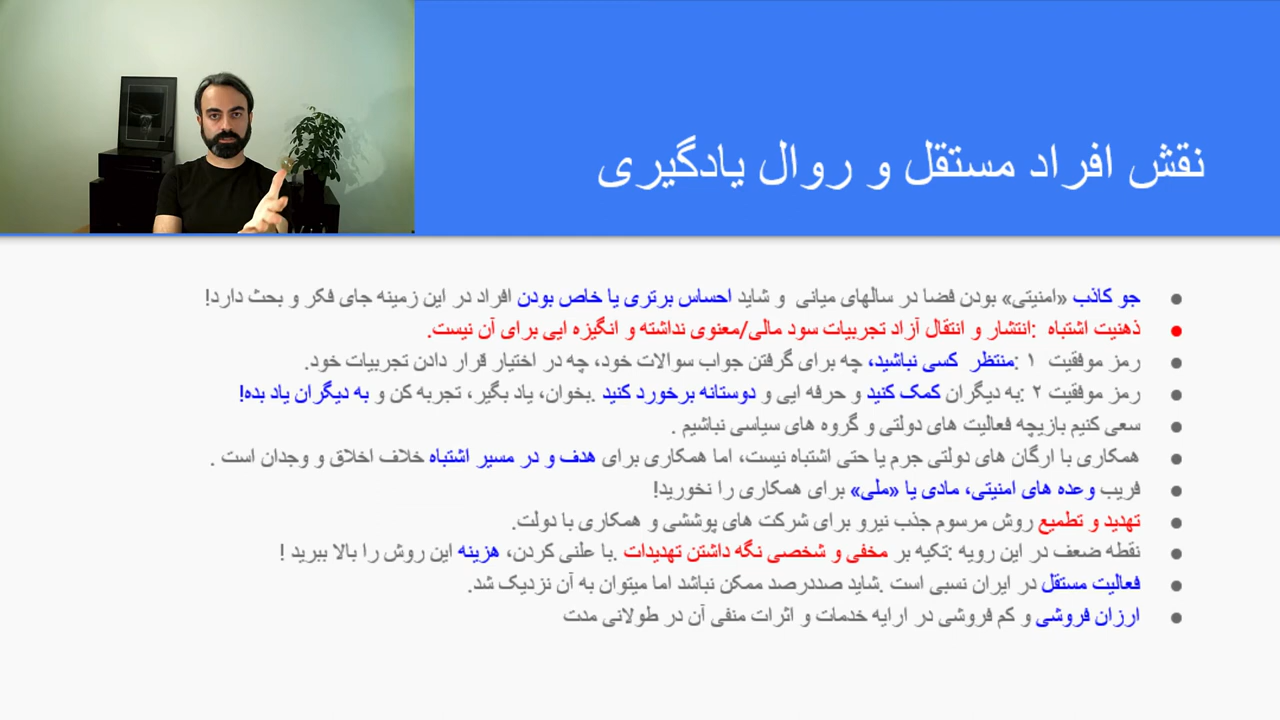 نقش افراد مستقل و روال یادگیری
جو کاذب «امنیتی» بودن فضا در سالهای میانی و شاید احساس برتری یا خاص بودن افراد در این زمینه جای فکر و بحث دارد!
ذهنیت اشتباه :انتشار و انتقال آزاد تجربیات سود مالی/معنوی نداشته و انگیزه ایی برای آن نیست.
رمز موفقیت ۱ :منتظر کسی نباشید، چه برای گرفتن جواب سوالات خود، چه در اختیار قرار دادن تجربیات خود.
رمز موفقیت ۲ :به دیگران کمک کنید و حرفه ایی و دوستانه برخورد کنید .بخوان، یاد بگیر، تجربه کن و به دیگران یاد بده!
سعی کنیم بازیچه فعالیت های دولتی و گروه های سیاسی نباشیم .
همکاری با ارگان های دولتی جرم یا حتی اشتباه نیست، اما همکاری برای هدف و در مسیر اشتباه خلاف اخلاق و وجدان است .
فریب وعده های امنیتی، مادی یا «ملی» برای همکاری را نخورید!
تهدید و تطمیع روش مرسوم جذب نیرو برای شرکت های پوششی و همکاری با دولت.
نقطه ضعف در این رویه :تکیه بر مخفی و شخصی نگه داشتن تهدیدات .با علنی کردن، هزینه این روش را بالا ببرید !
فعالیت مستقل در ایران نسبی است .شاید صددرصد ممکن نباشد اما میتوان به آن نزدیک شد.
ارزان فروشی و کم فروشی در ارایه خدمات و اثرات منفی آن در طولانی مدت